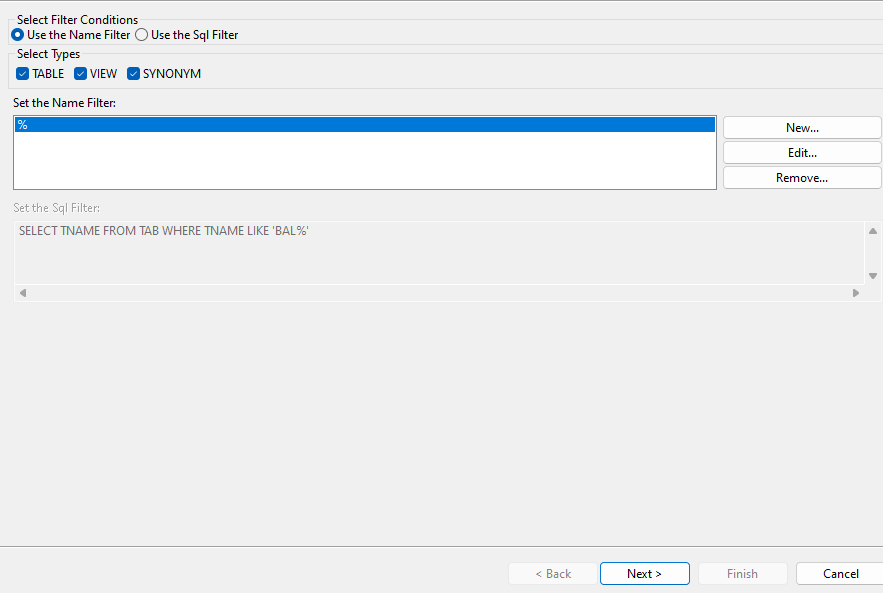 Select Filter Conditions
Use the Name Filter Use the Sql Filter
Select Types
TABLE VIEW SYNONYM
Set the Name Filter:
%
New...
Edit...
Remove...
Set the Sql Filter:
SELECT TNAME FROM TAB WHERE TNAME LIKE 'BAL%'
< Back Next > Finish Cancel